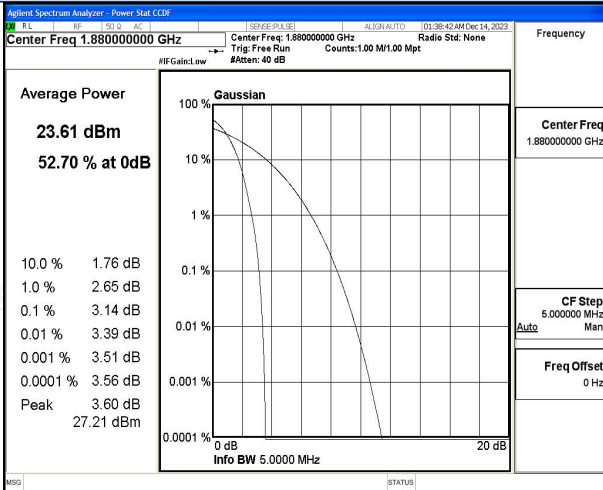 Agilent Spectrum Analyzer - Power Stat CCDF
RL RF 50 Ω AC SENSE:PULSE ALIGN AUTO 01:38:42 AM Dec 14, 2023
Center Freq 1.880000000 GHz
Center Freq: 1.880000000 GHz Radio Std: None
Trig: Free Run Counts:1.00 M/1.00 Mpt
#IFGain:Low #Atten: 40 dB
Frequency
Average Power
23.61 dBm
52.70 % at 0dB
10.0 % 1.76 dB
1.0 % 2.65 dB
0.1 % 3.14 dB
0.01 % 3.39 dB
0.001 % 3.51 dB
0.0001 % 3.56 dB
Peak 3.60 dB
27.21 dBm
Gaussian
100 %
10 %
1 %
0.1 %
0.01 %
0.001 %
0.0001 %
0 dB 20 dB
Info BW 5.0000 MHz
Center Freq
1.880000000 GHz
CF Step
5.000000 MHz
Auto Man
Freq Offset
0 Hz
MSG STATUS